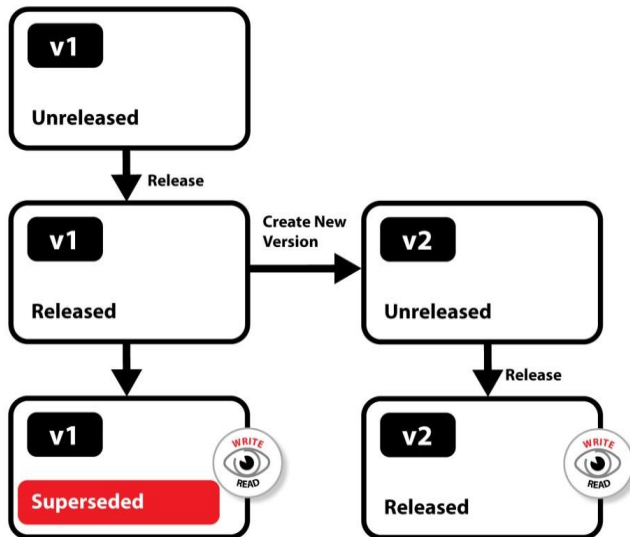 v1
Unreleased
Release
v1
Released
Create New
Version
v2
Unreleased
Release
v1
Superseded
WRITE
READ
v2
Released
WRITE
READ